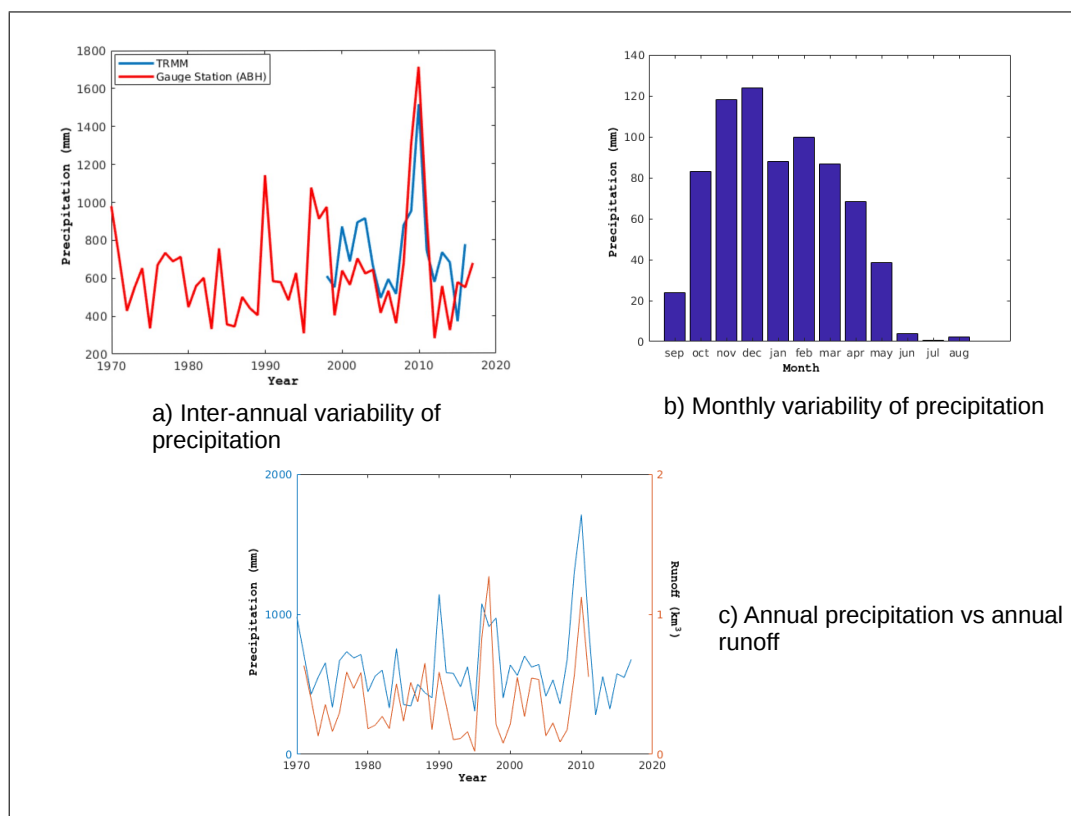 1800
1600
1400
1200
1000
800
600
400
200
Precipitation (mm)
TRMM
Gauge Station (ABH)
1970 1980 1990 2000 2010 2020
Year
a) Inter-annual variability of
precipitation
140
120
100
80
60
40
20
0
Precipitation (mm)
sep oct nov dec jan feb mar apr may jun jul aug
Month
b) Monthly variability of precipitation
2000
1000
0
Precipitation (mm)
2
1
0
Runoff (km³)
1970 1980 1990 2000 2010 2020
Year
c) Annual precipitation vs annual
runoff